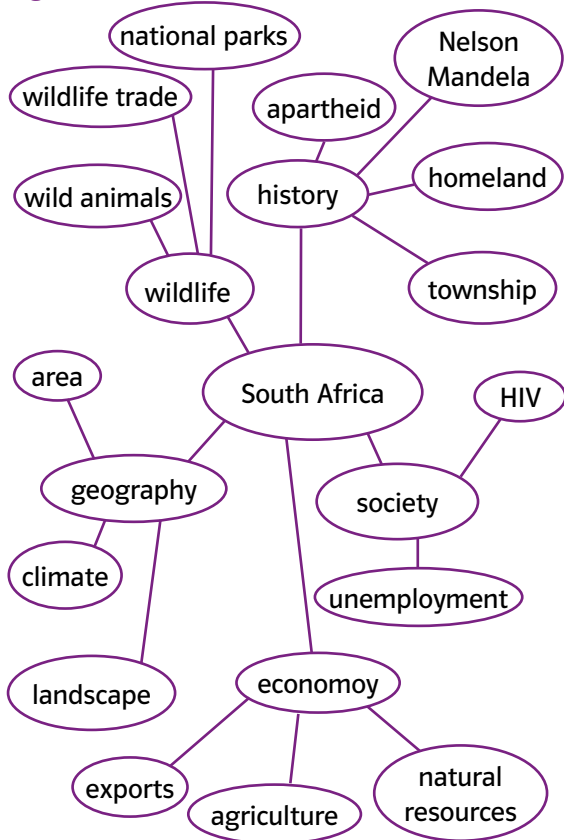 national parks
Nelson
Mandela
wildlife trade
apartheid
wild animals
history
homeland
wildlife
township
area
South Africa
HIV
geography
society
climate
unemployment
landscape
economoy
exports
agriculture
natural
resources